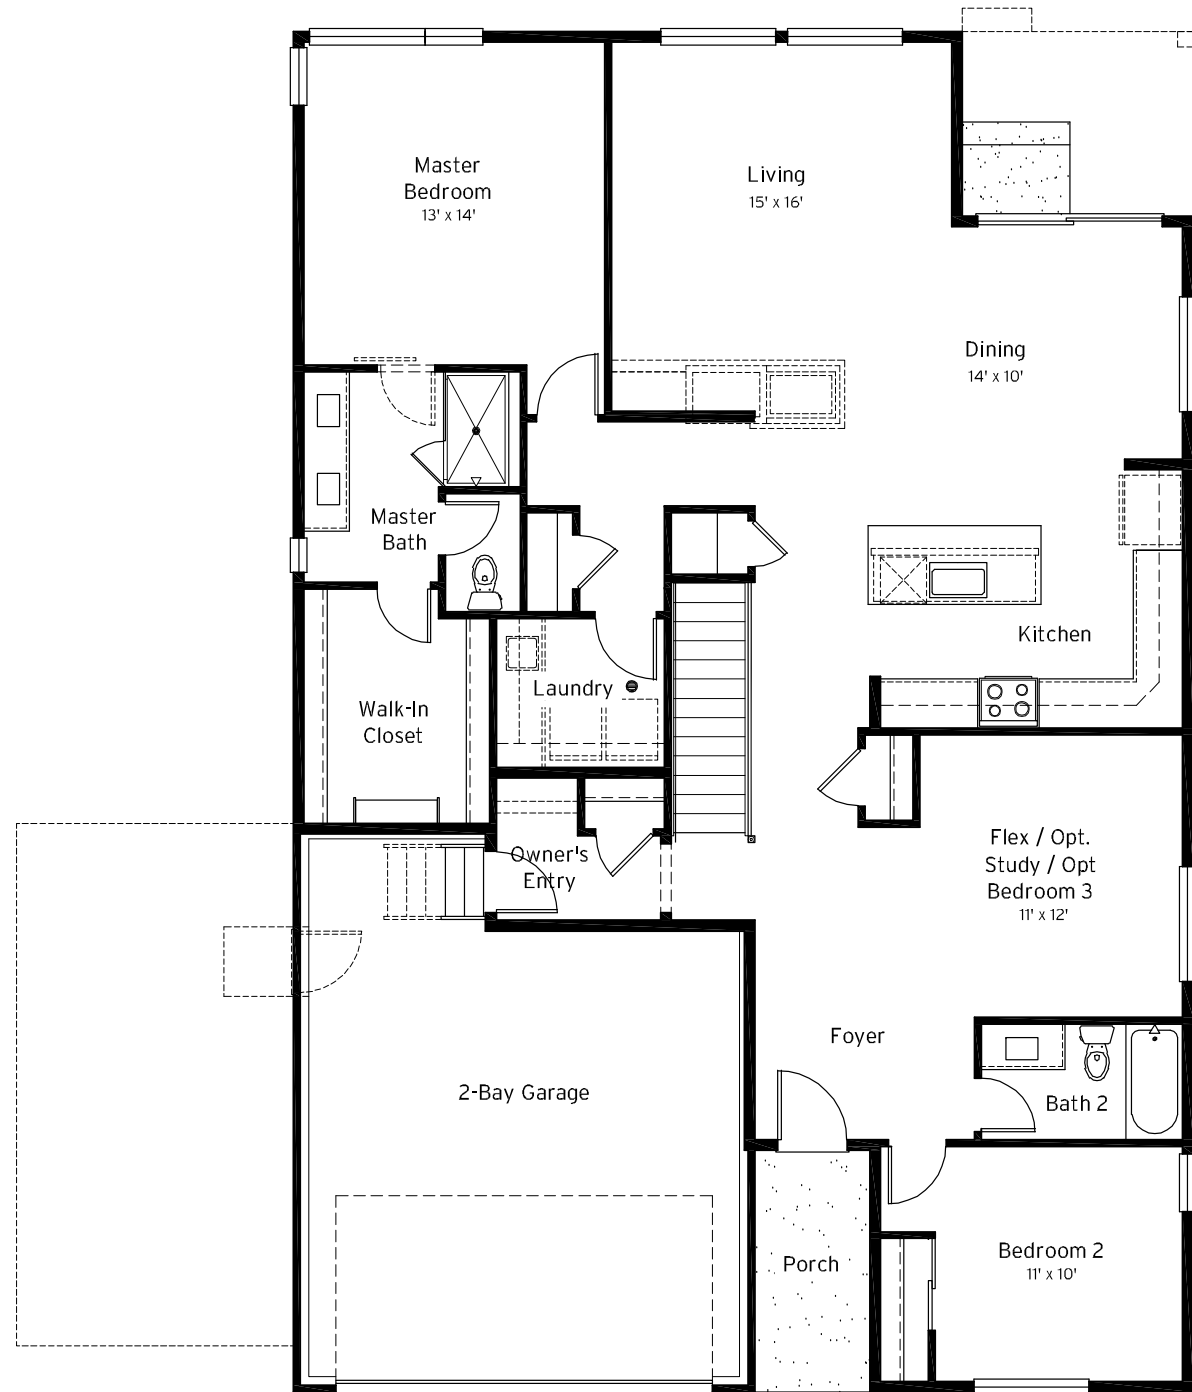 Master
Bedroom
13' x 14'
Living
15' x 16'
Dining
14' x 10'
Master
Bath
Kitchen
Laundry
Walk-In
Closet
Owner's
Entry
Flex / Opt.
Study / Opt
Bedroom 3
11' x 12'
Foyer
2-Bay Garage
Bath 2
Porch
Bedroom 2
11' x 10'